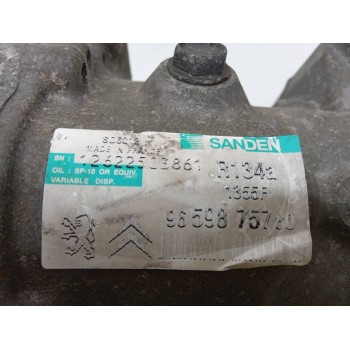 SANDEN
MADE IN FRANCE
SN : 12622503861 R134a
OIL : SP-10 OR EQUIV.
VARIABLE DISP. 1355F
96598 757